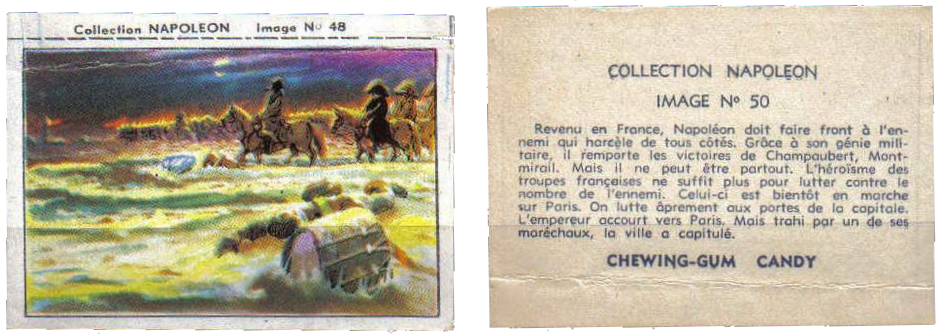 Collection NAPOLEON Image No 48
COLLECTION NAPOLEON
IMAGE No 50
Revenu en France, Napoléon doit faire front à l'en-
nemi qui harcèle de tous côtés. Grâce à son génie mili-
taire, il remporte les victoires de Champaubert, Mont-
mirail. Mais il ne peut être partout. L'héroïsme des
troupes françaises ne suffit plus pour lutter contre le
nombre de l'ennemi. Celui-ci est bientôt en marche
sur Paris. On lutte âprement aux portes de la capitale.
L'empereur accourt vers Paris. Mais trahi par un de ses
maréchaux, la ville a capitulé.
CHEWING-GUM CANDY